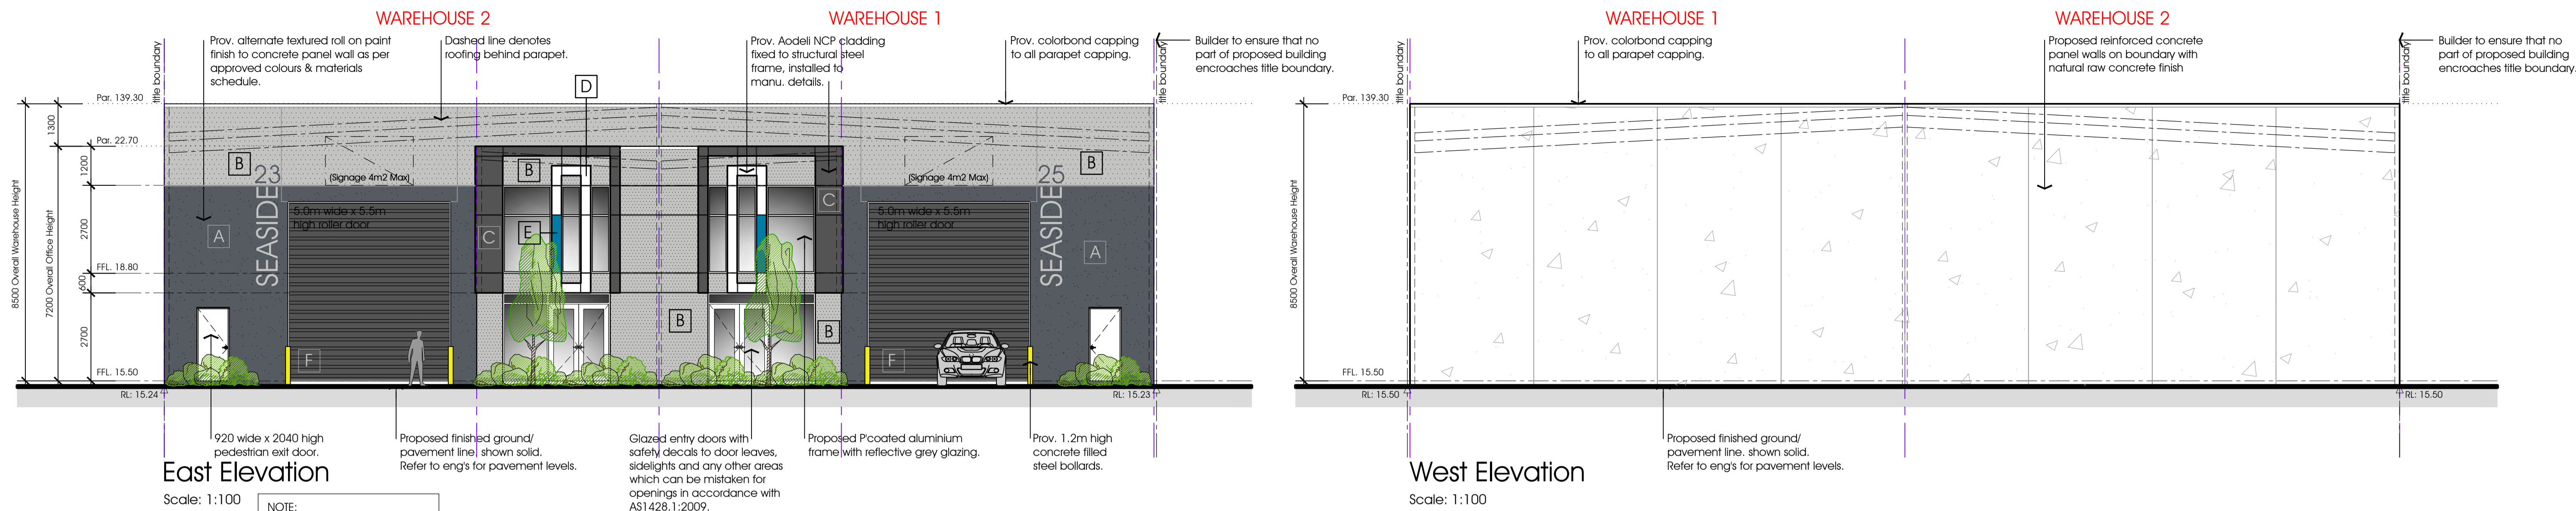 WAREHOUSE 2
WAREHOUSE 1
Prov. alternate textured roll on paint
finish to concrete panel wall as per
approved colours & materials
schedule.
Dashed line denotes
roofing behind parapet.
Prov. Aodeli NCP cladding
fixed to structural steel
frame, installed to
manu. details.
Prov. colorbond capping
to all parapet capping.
Builder to ensure that no
part of proposed building
encroaches title boundary.
title boundary
title boundary
Par. 139.30
Par. 22.70
FFL. 18.80
FFL. 15.50
RL: 15.24
RL: 15.23
8500 Overall Warehouse Height
7200 Overall Office Height
1300
1200
2700
600
2700
D
B
23
SEASIDE
(Signage 4m2 Max)
5.0m wide x 5.5m
high roller door
A
F
B
C
E
B
B
C
(Signage 4m2 Max)
5.0m wide x 5.5m
high roller door
F
25
SEASIDE
B
A
920 wide x 2040 high
pedestrian exit door.
Proposed finished ground/
pavement line. shown solid.
Refer to eng's for pavement levels.
Glazed entry doors with
safety decals to door leaves,
sidelights and any other areas
which can be mistaken for
openings in accordance with
AS1428.1:2009.
Proposed P'coated aluminium
frame with reflective grey glazing.
Prov. 1.2m high
concrete filled
steel bollards.
East Elevation
Scale: 1:100
NOTE:
WAREHOUSE 1
WAREHOUSE 2
Prov. colorbond capping
to all parapet capping.
Proposed reinforced concrete
panel walls on boundary with
natural raw concrete finish
Builder to ensure that no
part of proposed building
encroaches title boundary.
title boundary
title boundary
Par. 139.30
8500 Overall Warehouse Height
FFL. 15.50
RL: 15.50
RL: 15.50
Proposed finished ground/
pavement line. shown solid.
Refer to eng's for pavement levels.
West Elevation
Scale: 1:100